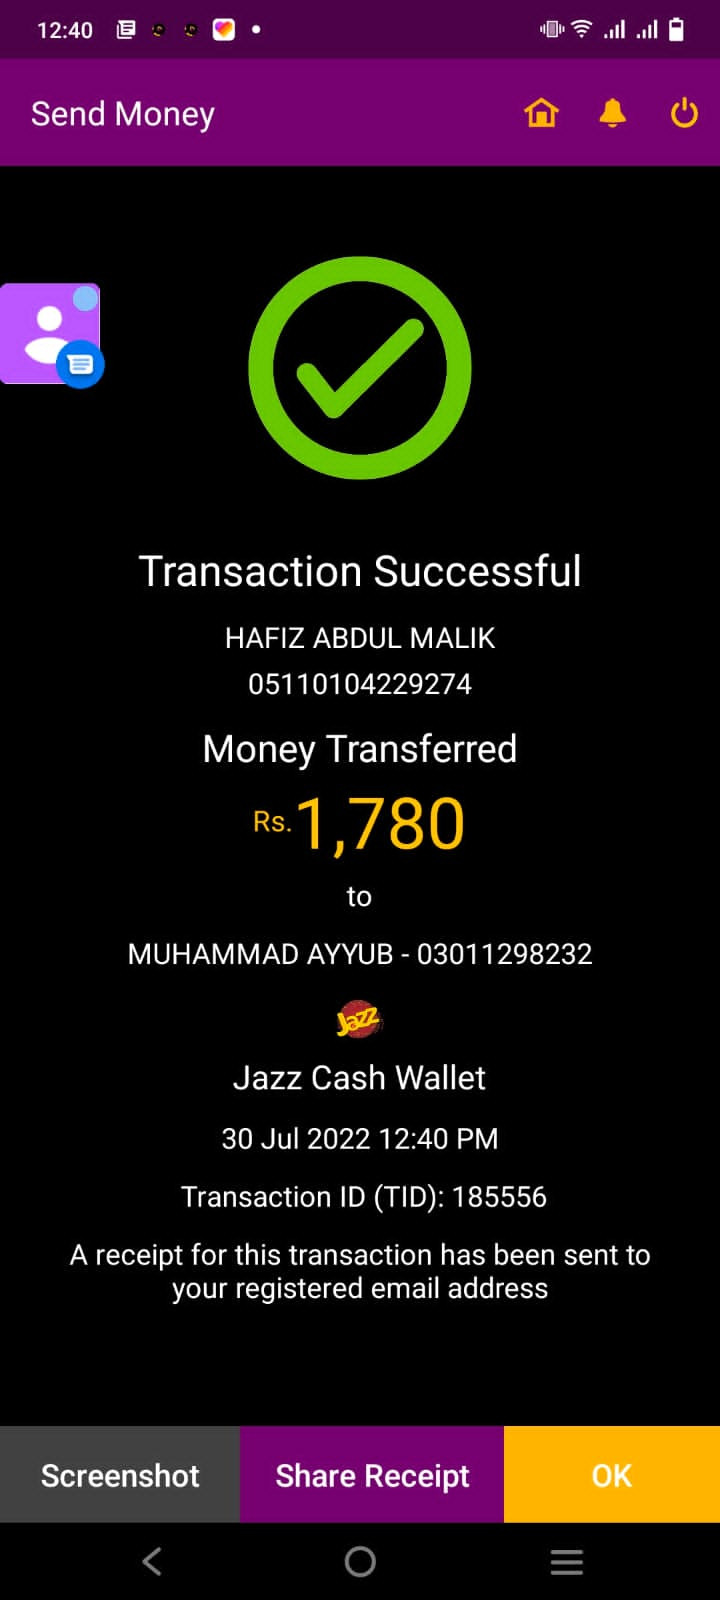 12:40
Send Money
Transaction Successful
HAFIZ ABDUL MALIK
05110104229274
Money Transferred
Rs.1,780
to
MUHAMMAD AYYUB - 03011298232
Jazz
Jazz Cash Wallet
30 Jul 2022 12:40 PM
Transaction ID (TID): 185556
A receipt for this transaction has been sent to
your registered email address
Screenshot
Share Receipt
OK